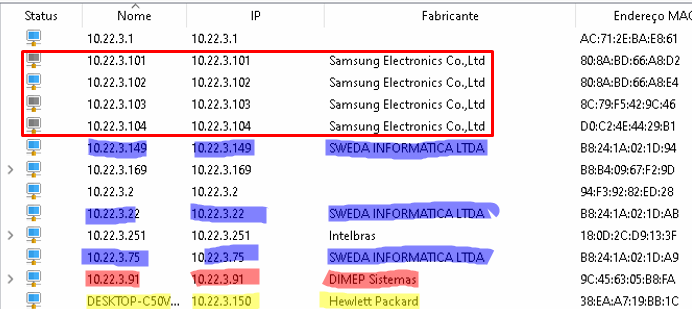 Status Nome IP Fabricante Endereço MAC
10.22.3.1 10.22.3.1 AC:71:2E:BA:E8:61
10.22.3.101 10.22.3.101 Samsung Electronics Co.,Ltd 80:8A:BD:66:A8:D2
10.22.3.102 10.22.3.102 Samsung Electronics Co.,Ltd 80:8A:BD:66:A8:E4
10.22.3.103 10.22.3.103 Samsung Electronics Co.,Ltd 8C:79:F5:42:9C:46
10.22.3.104 10.22.3.104 Samsung Electronics Co.,Ltd D0:C2:4E:44:29:B1
10.22.3.149 10.22.3.149 SWEDA INFORMATICA LTDA B8:24:1A:02:1D:94
10.22.3.169 10.22.3.169 B8:B4:09:67:F2:9D
10.22.3.2 10.22.3.2 94:F3:92:82:ED:28
10.22.3.22 10.22.3.22 SWEDA INFORMATICA LTDA B8:24:1A:02:1D:AB
10.22.3.251 10.22.3.251 Intelbras 18:0D:2C:D9:13:3F
10.22.3.75 10.22.3.75 SWEDA INFORMATICA LTDA B8:24:1A:02:1D:A9
10.22.3.91 10.22.3.91 DIMEP Sistemas 9C:45:63:05:B8:FA
DESKTOP-C50V... 10.22.3.150 Hewlett Packard 38:EA:A7:19:BB:1C